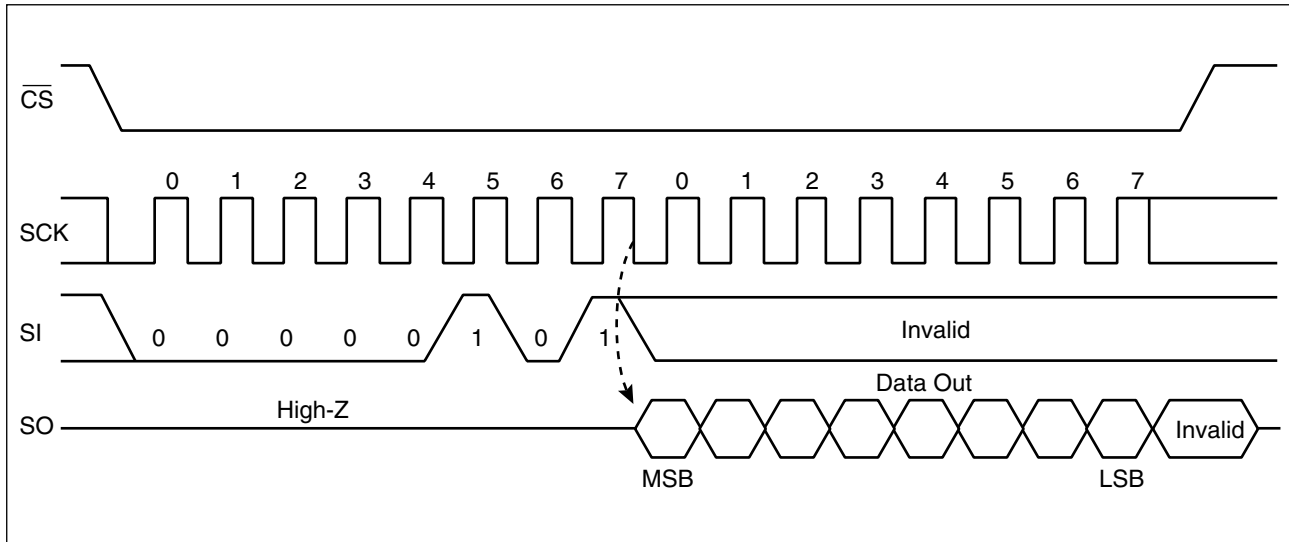 CS
0 1 2 3 4 5 6 7 0 1 2 3 4 5 6 7
SCK
SI 0 0 0 0 0 1 0 1 Invalid
Data Out
High-Z
SO Invalid
MSB LSB